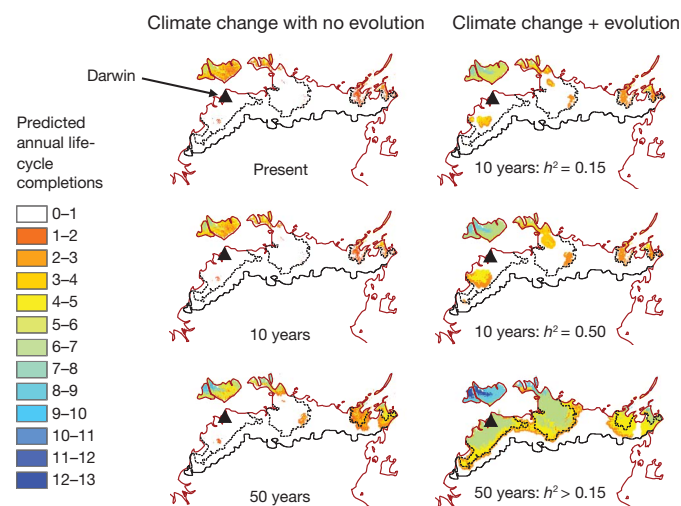 Climate change with no evolution
Climate change + evolution
Darwin
Predicted
annual life-
cycle
completions
0–1
1–2
2–3
3–4
4–5
5–6
6–7
7–8
8–9
9–10
10–11
11–12
12–13
Present
10 years: h² = 0.15
10 years
10 years: h² = 0.50
50 years
50 years: h² > 0.15